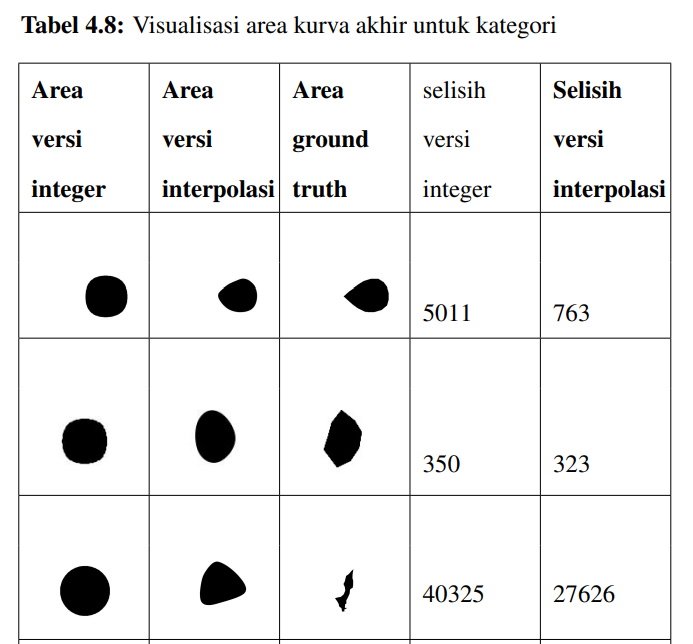 Tabel 4.8: Visualisasi area kurva akhir untuk kategori
Area versi integer
Area versi interpolasi
Area ground truth
selisih versi integer
Selisih versi interpolasi
5011
763
350
323
40325
27626